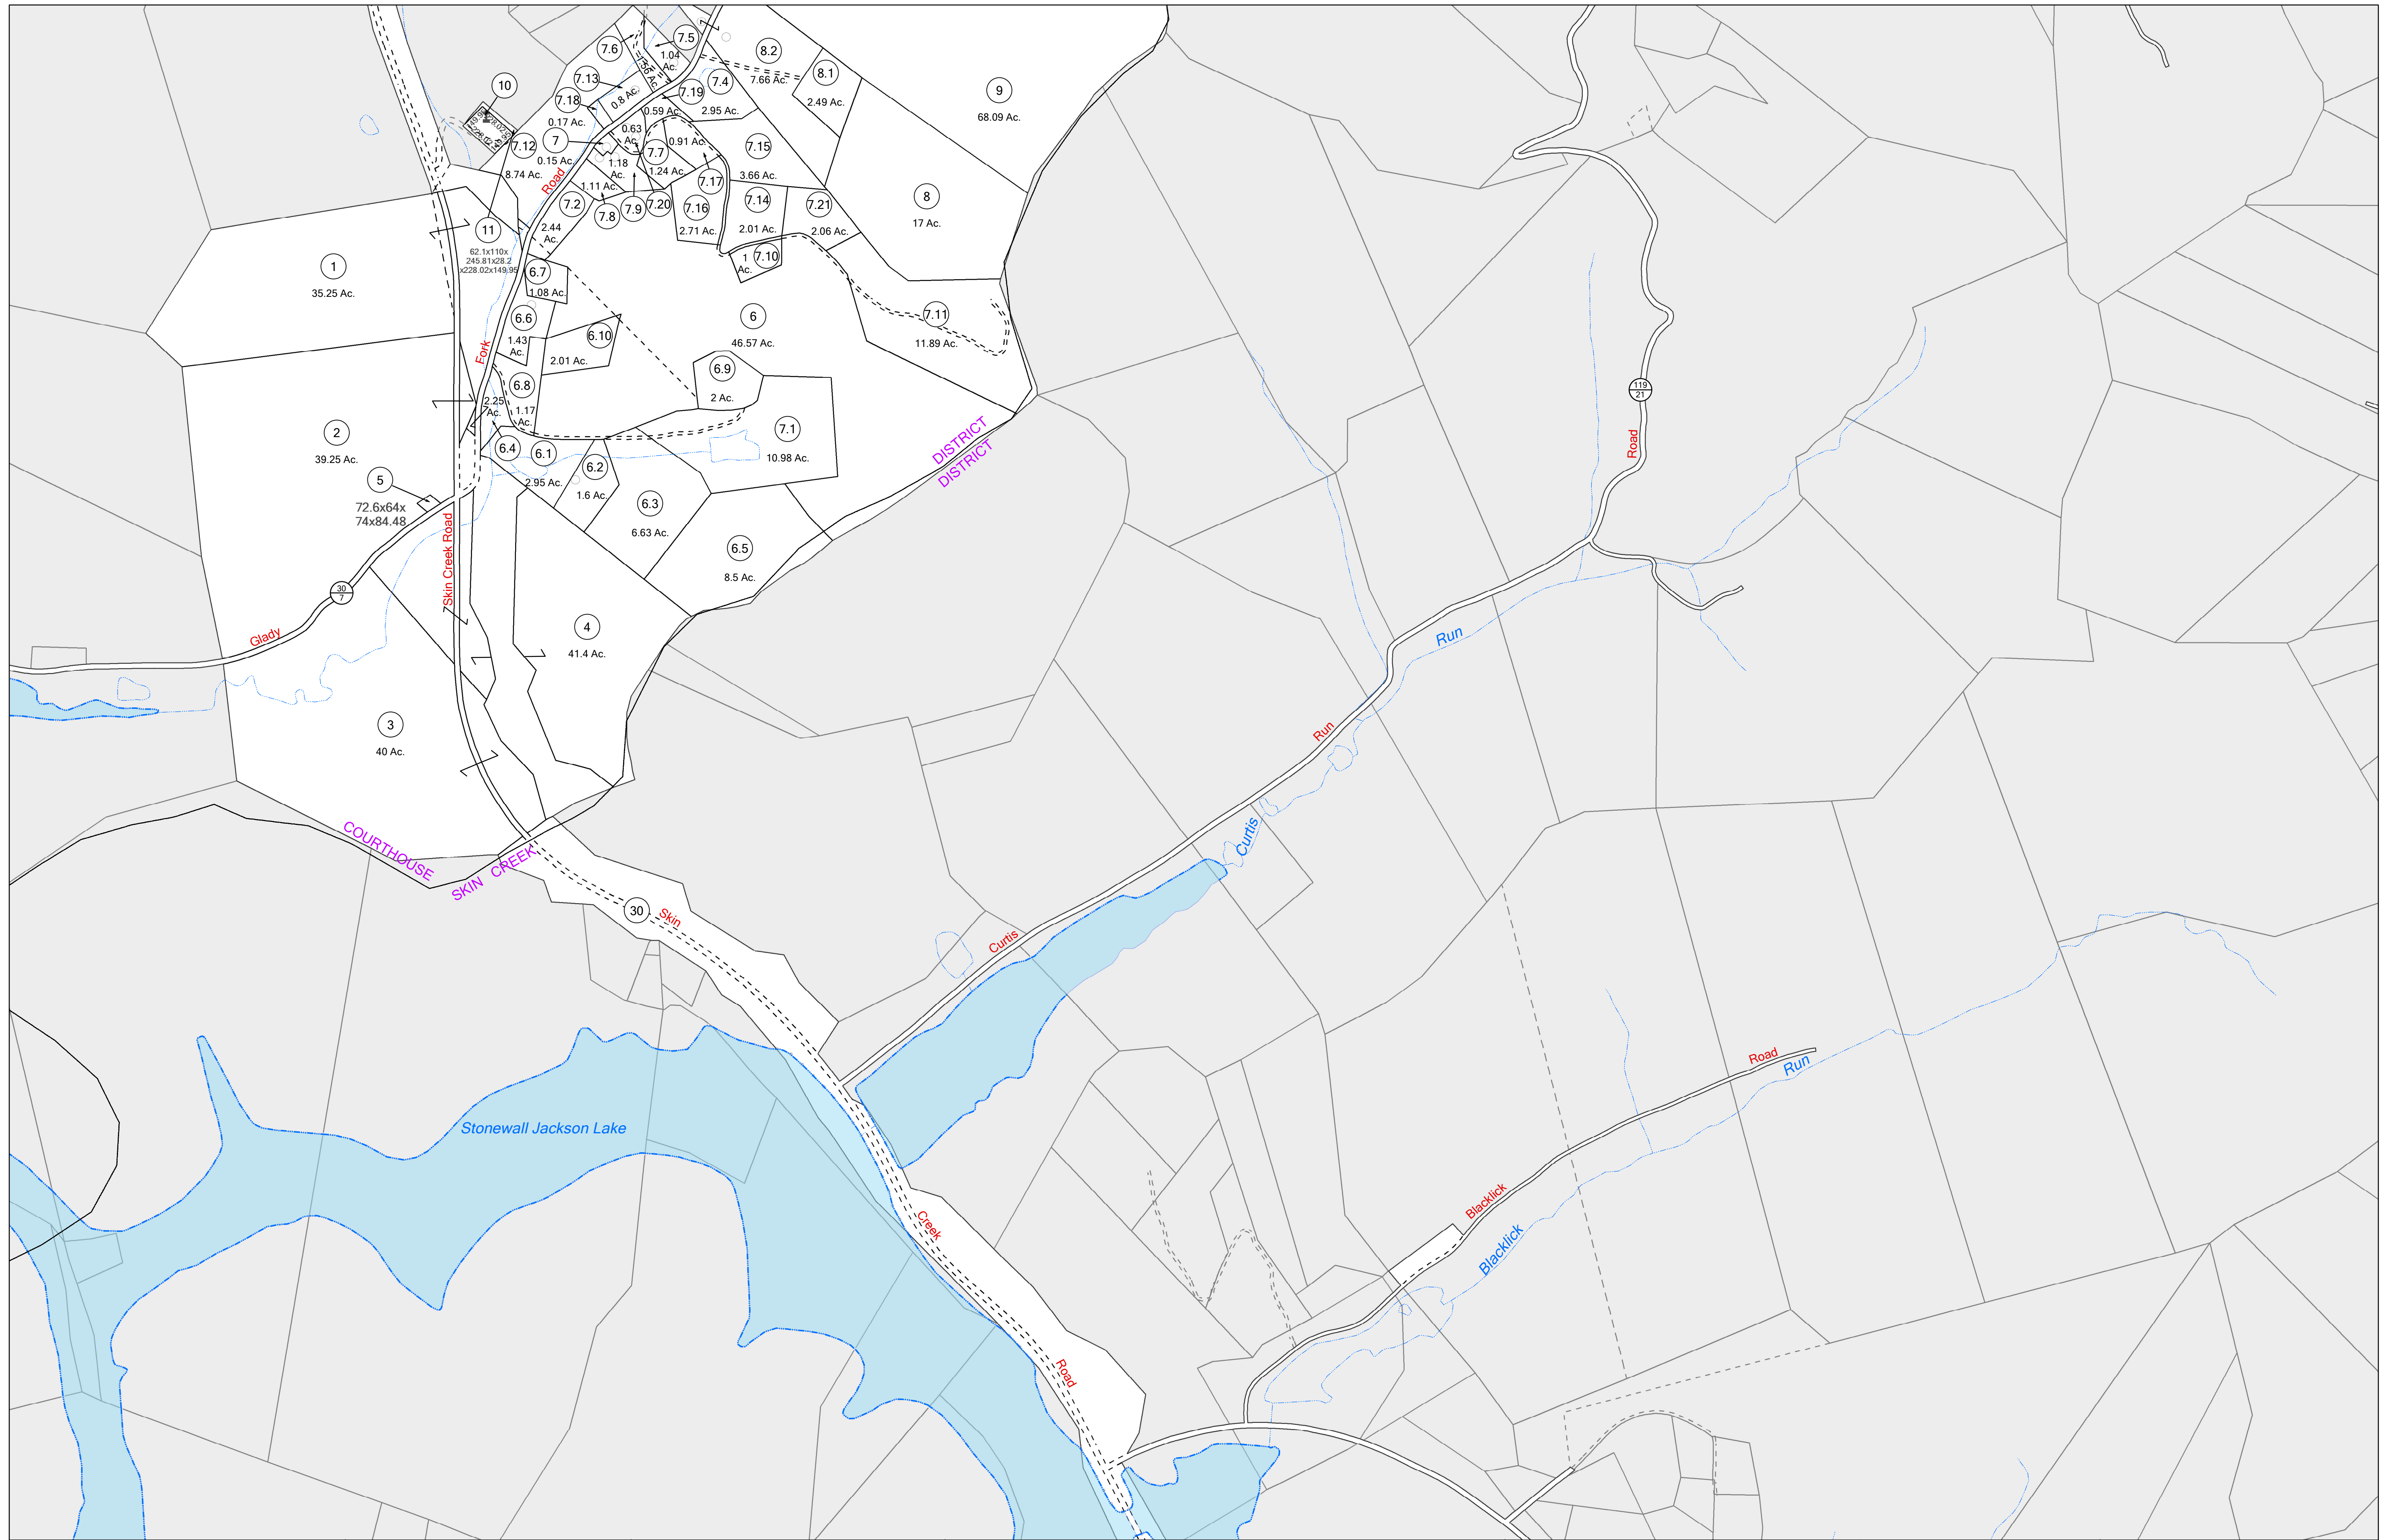 7.6
7.5
1.04
Ac.
1.56 Ac.
8.2
7.66 Ac.
8.1
2.49 Ac.
9
68.09 Ac.
10
7.13
0.8 Ac.
7.18
0.17 Ac.
7.19
0.59 Ac.
7.4
2.95 Ac.
7.12
8.74 Ac.
7
0.15 Ac.
0.63
Ac.
7.7
1.24 Ac.
0.91 Ac.
7.17
7.15
3.66 Ac.
1.18
Ac.
1.11 Ac.
Road
7.2
2.44
Ac.
7.8
7.9
7.20
7.16
2.71 Ac.
7.14
2.01 Ac.
7.21
2.06 Ac.
8
17 Ac.
11
62.1x110x
245.81x28.2
x228.02x149.95
7.10
1
Ac.
1
35.25 Ac.
6.7
1.08 Ac.
6.6
1.43
Ac.
6.10
2.01 Ac.
6
46.57 Ac.
7.11
11.89 Ac.
Fork
6.8
1.17
Ac.
6.9
2 Ac.
2.25
Ac.
119
21
Road
2
39.25 Ac.
6.4
6.1
2.95 Ac.
6.2
1.6 Ac.
7.1
10.98 Ac.
DISTRICT
DISTRICT
5
72.6x64x
74x84.48
6.3
6.63 Ac.
6.5
8.5 Ac.
Skin Creek Road
30
7
Glady
4
41.4 Ac.
Run
3
40 Ac.
Run
Curtis
COURTHOUSE
SKIN CREEK
30
Skin
Curtis
Stonewall Jackson Lake
Road
Run
Creek
Blacklick
Blacklick
Road